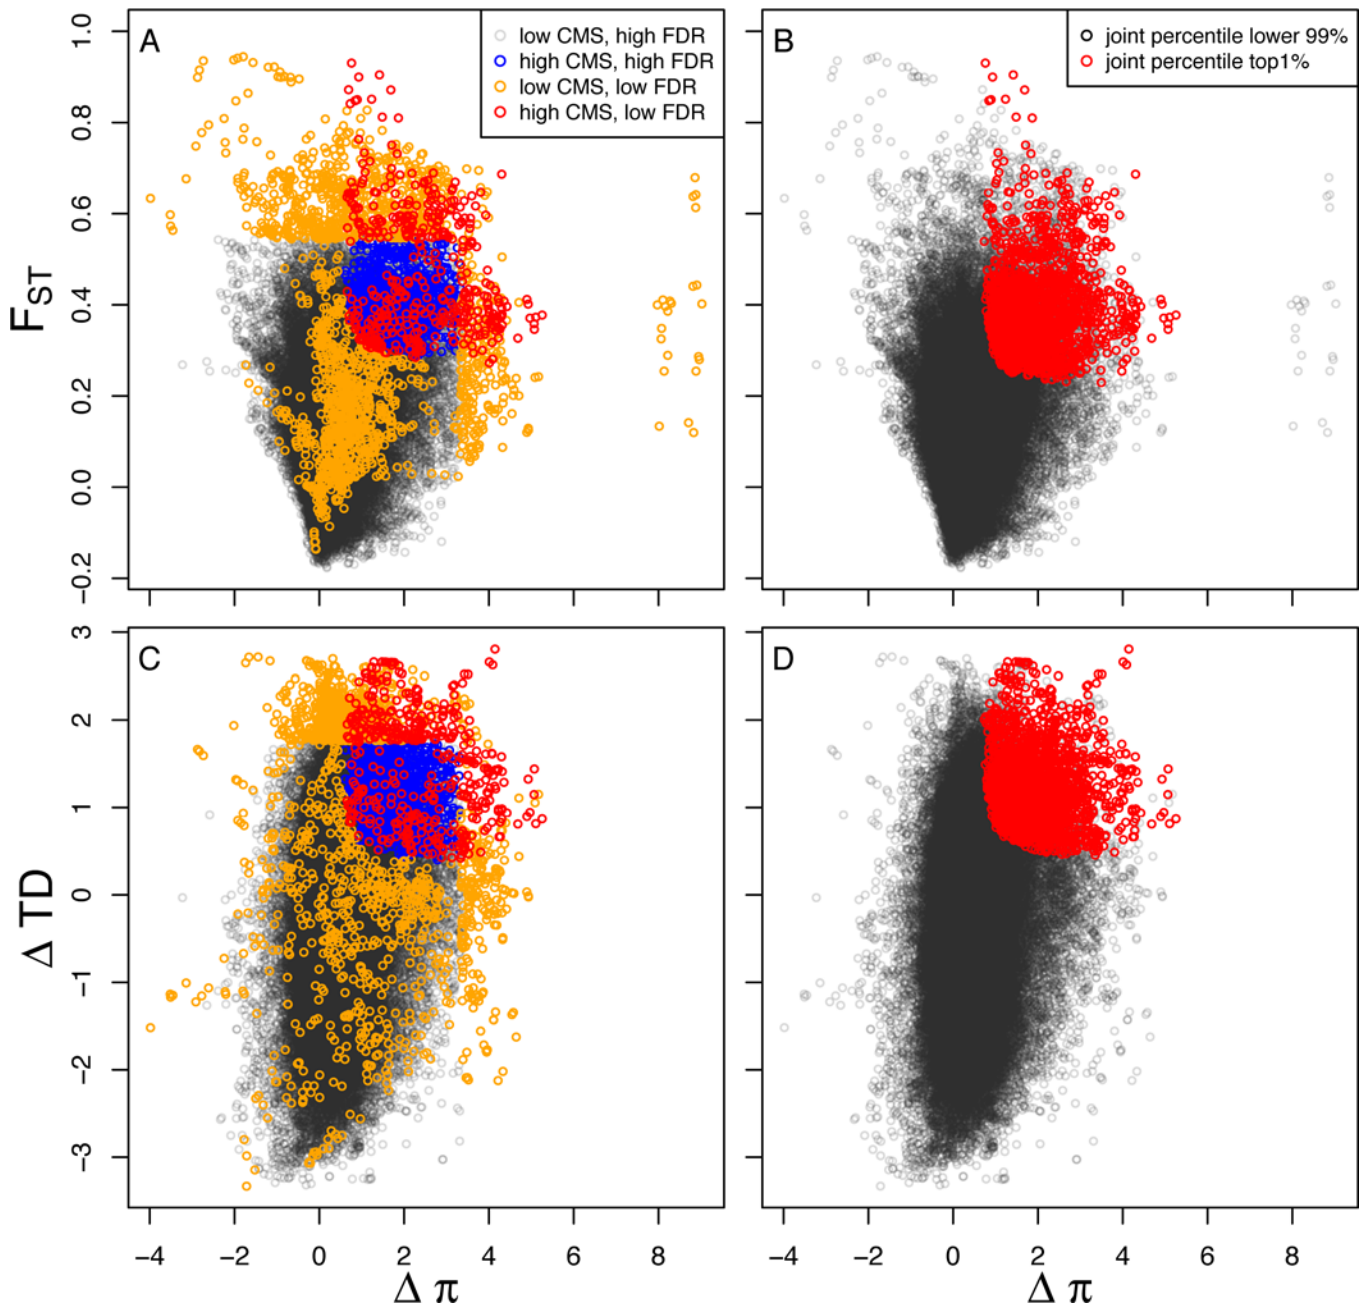 A
low CMS, high FDR
high CMS, high FDR
low CMS, low FDR
high CMS, low FDR
B
joint percentile lower 99%
joint percentile top1%
1.0
0.8
0.6
0.4
0.2
0.0
−0.2
FST
C
D
3
2
1
0
−1
−2
−3
Δ TD
−4 −2 0 2 4 6 8
−4 −2 0 2 4 6 8
Δ π
Δ π